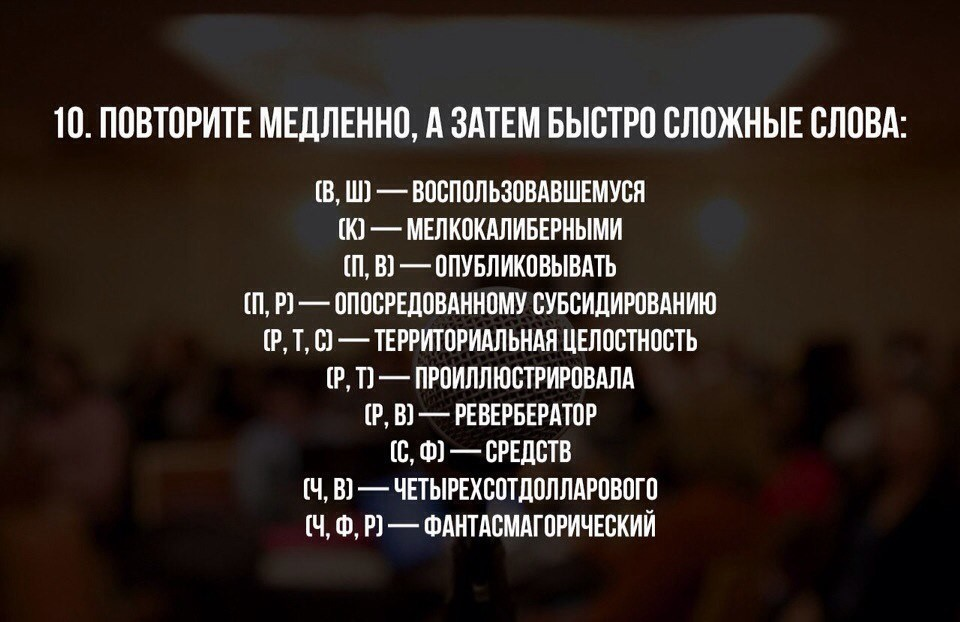 10. ПОВТОРИТЕ МЕДЛЕННО, А ЗАТЕМ БЫСТРО СЛОЖНЫЕ СЛОВА:
(В, Ш) — ВОСПОЛЬЗОВАВШЕМУСЯ
(К) — МЕЛКОКАЛИБЕРНЫМИ
(П, В) — ОПУБЛИКОВЫВАТЬ
(П, Р) — ОПОСРЕДОВАННОМУ СУБСИДИРОВАНИЮ
(Р, Т, С) — ТЕРРИТОРИАЛЬНАЯ ЦЕЛОСТНОСТЬ
(Р, Т) — ПРОИЛЛЮСТРИРОВАЛА
(Р, В) — РЕВЕРБЕРАТОР
(С, Ф) — СРЕДСТВ
(Ч, В) — ЧЕТЫРЕХСОТДОЛЛАРОВОГО
(Ч, Ф, Р) — ФАНТАСМАГОРИЧЕСКИЙ